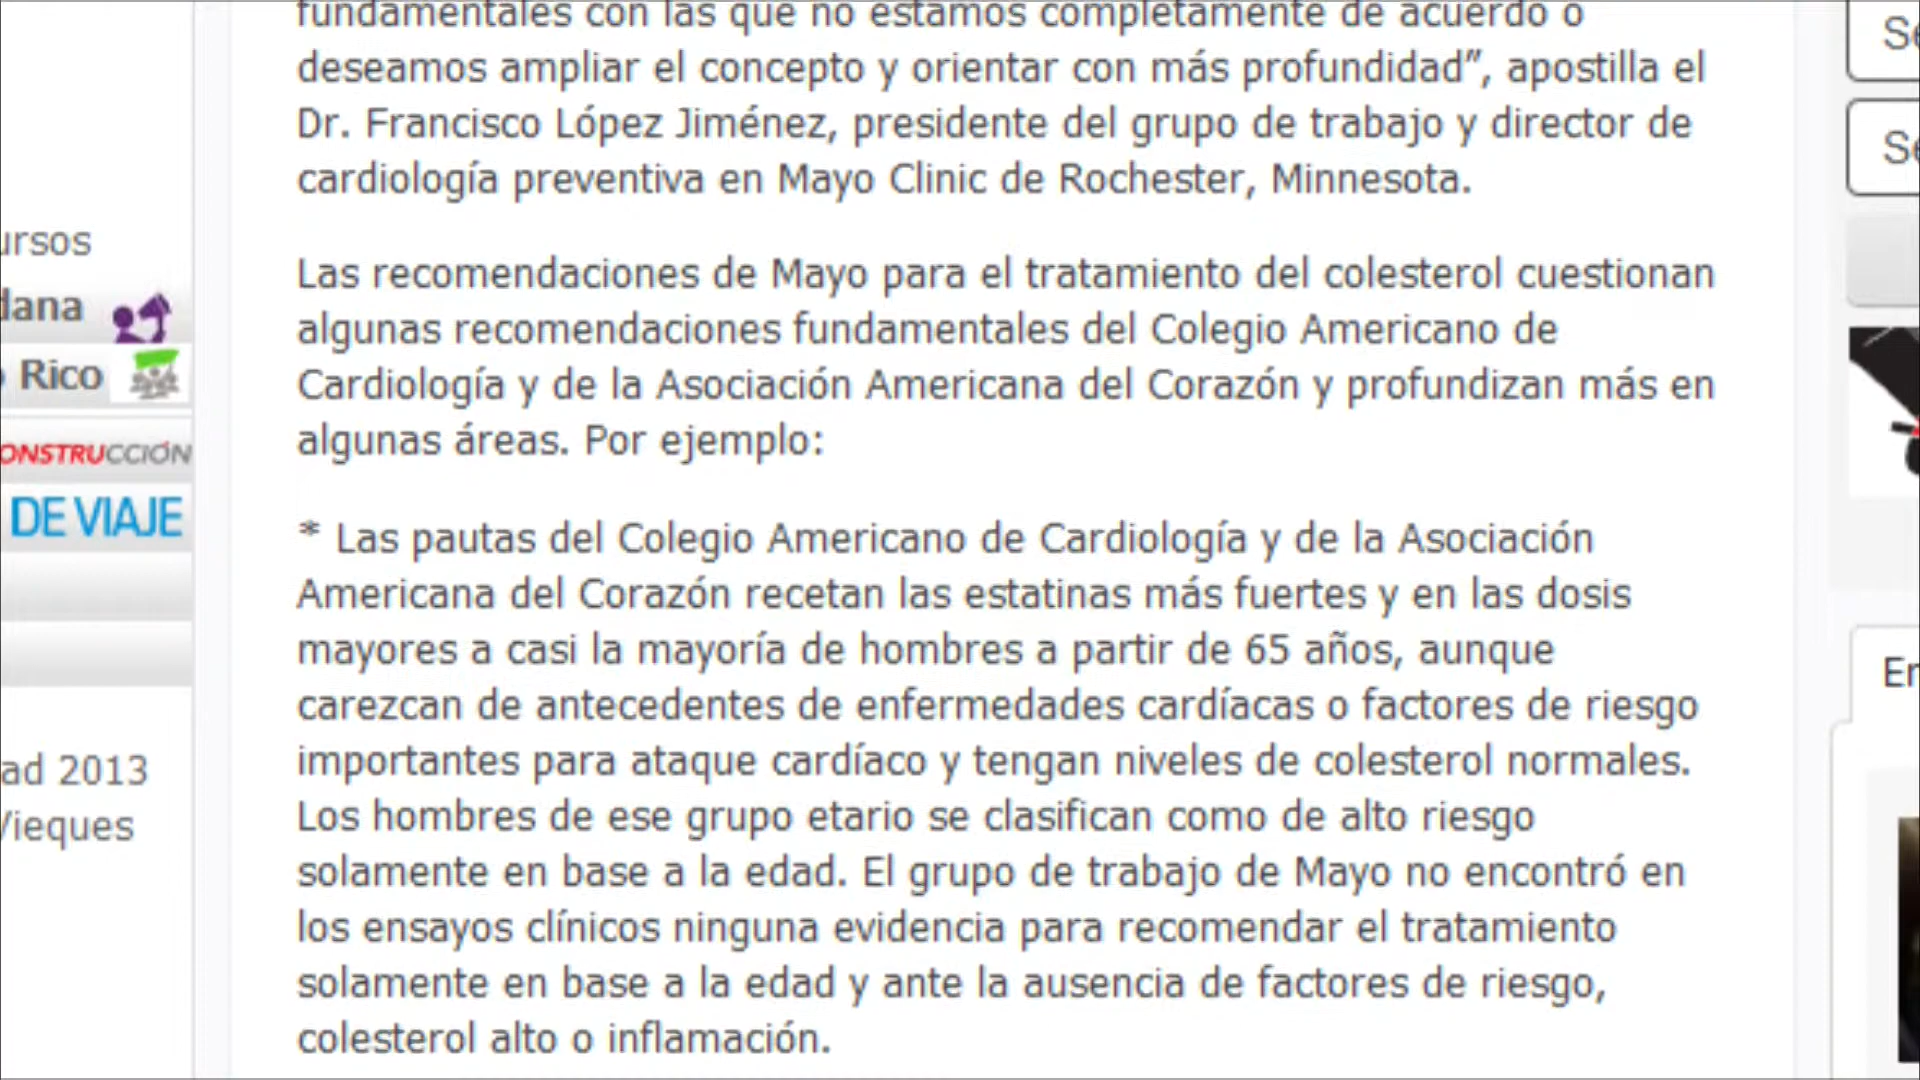 fundamentales con las que no estamos completamente de acuerdo o
deseamos ampliar el concepto y orientar con más profundidad”, apostilla el
Dr. Francisco López Jiménez, presidente del grupo de trabajo y director de
cardiología preventiva en Mayo Clinic de Rochester, Minnesota.
Las recomendaciones de Mayo para el tratamiento del colesterol cuestionan
algunas recomendaciones fundamentales del Colegio Americano de
Cardiología y de la Asociación Americana del Corazón y profundizan más en
algunas áreas. Por ejemplo:
* Las pautas del Colegio Americano de Cardiología y de la Asociación
Americana del Corazón recetan las estatinas más fuertes y en las dosis
mayores a casi la mayoría de hombres a partir de 65 años, aunque
carezcan de antecedentes de enfermedades cardíacas o factores de riesgo
importantes para ataque cardíaco y tengan niveles de colesterol normales.
Los hombres de ese grupo etario se clasifican como de alto riesgo
solamente en base a la edad. El grupo de trabajo de Mayo no encontró en
los ensayos clínicos ninguna evidencia para recomendar el tratamiento
solamente en base a la edad y ante la ausencia de factores de riesgo,
colesterol alto o inflamación.
ursos
dana
Rico
ONSTRUCCIÓN
DE VIAJE
ad 2013
Vieques
Se
Se
En